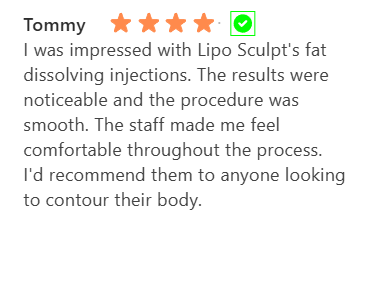 Tommy
I was impressed with Lipo Sculpt's fat
dissolving injections. The results were
noticeable and the procedure was
smooth. The staff made me feel
comfortable throughout the process.
I'd recommend them to anyone looking
to contour their body.